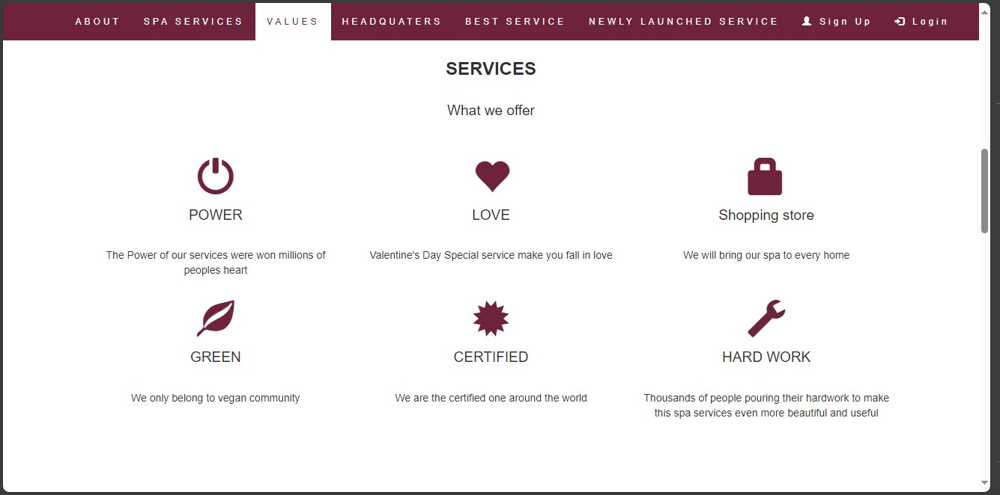 ABOUT SPA SERVICES VALUES HEADQUATERS BEST SERVICE NEWLY LAUNCHED SERVICE Sign Up Login
SERVICES
What we offer
POWER LOVE Shopping store
The Power of our services were won millions of
peoples heart
Valentine's Day Special service make you fall in love
We will bring our spa to every home
GREEN CERTIFIED HARD WORK
We only belong to vegan community
We are the certified one around the world
Thousands of people pouring their hardwork to make
this spa services even more beautiful and useful